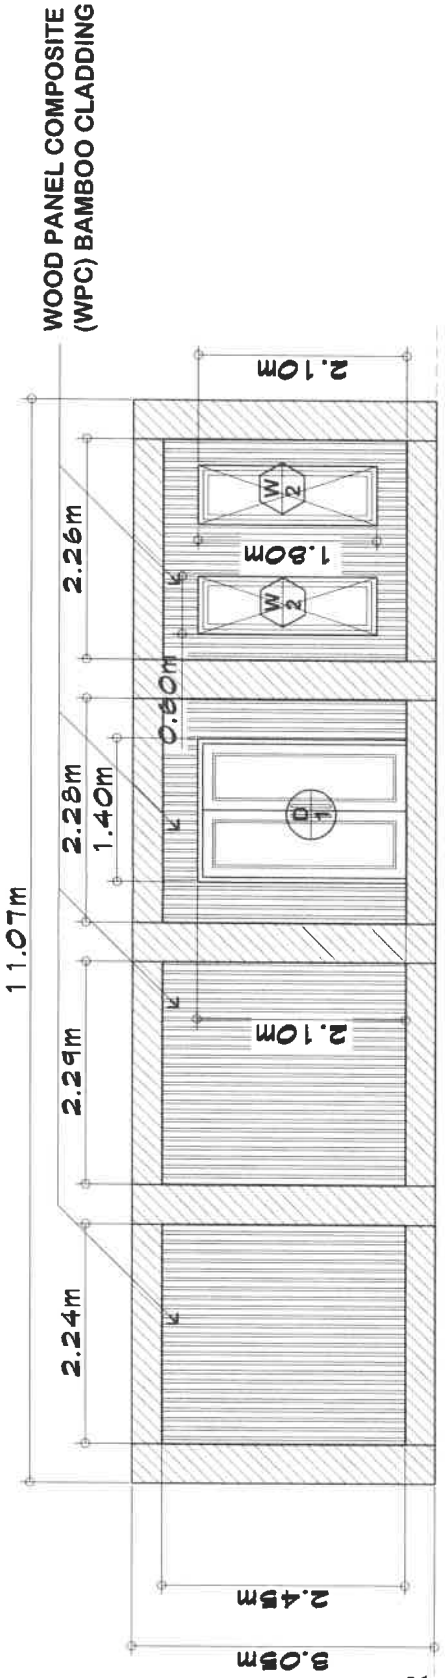 WOOD PANEL COMPOSITE
(WPC) BAMBOO CLADDING
11.07m
2.24m
2.29m
2.28m
2.26m
1.40m
0.60m
3.05m
2.45m
2.10m
D
1
W
2
1.80m
W
2
2.10m